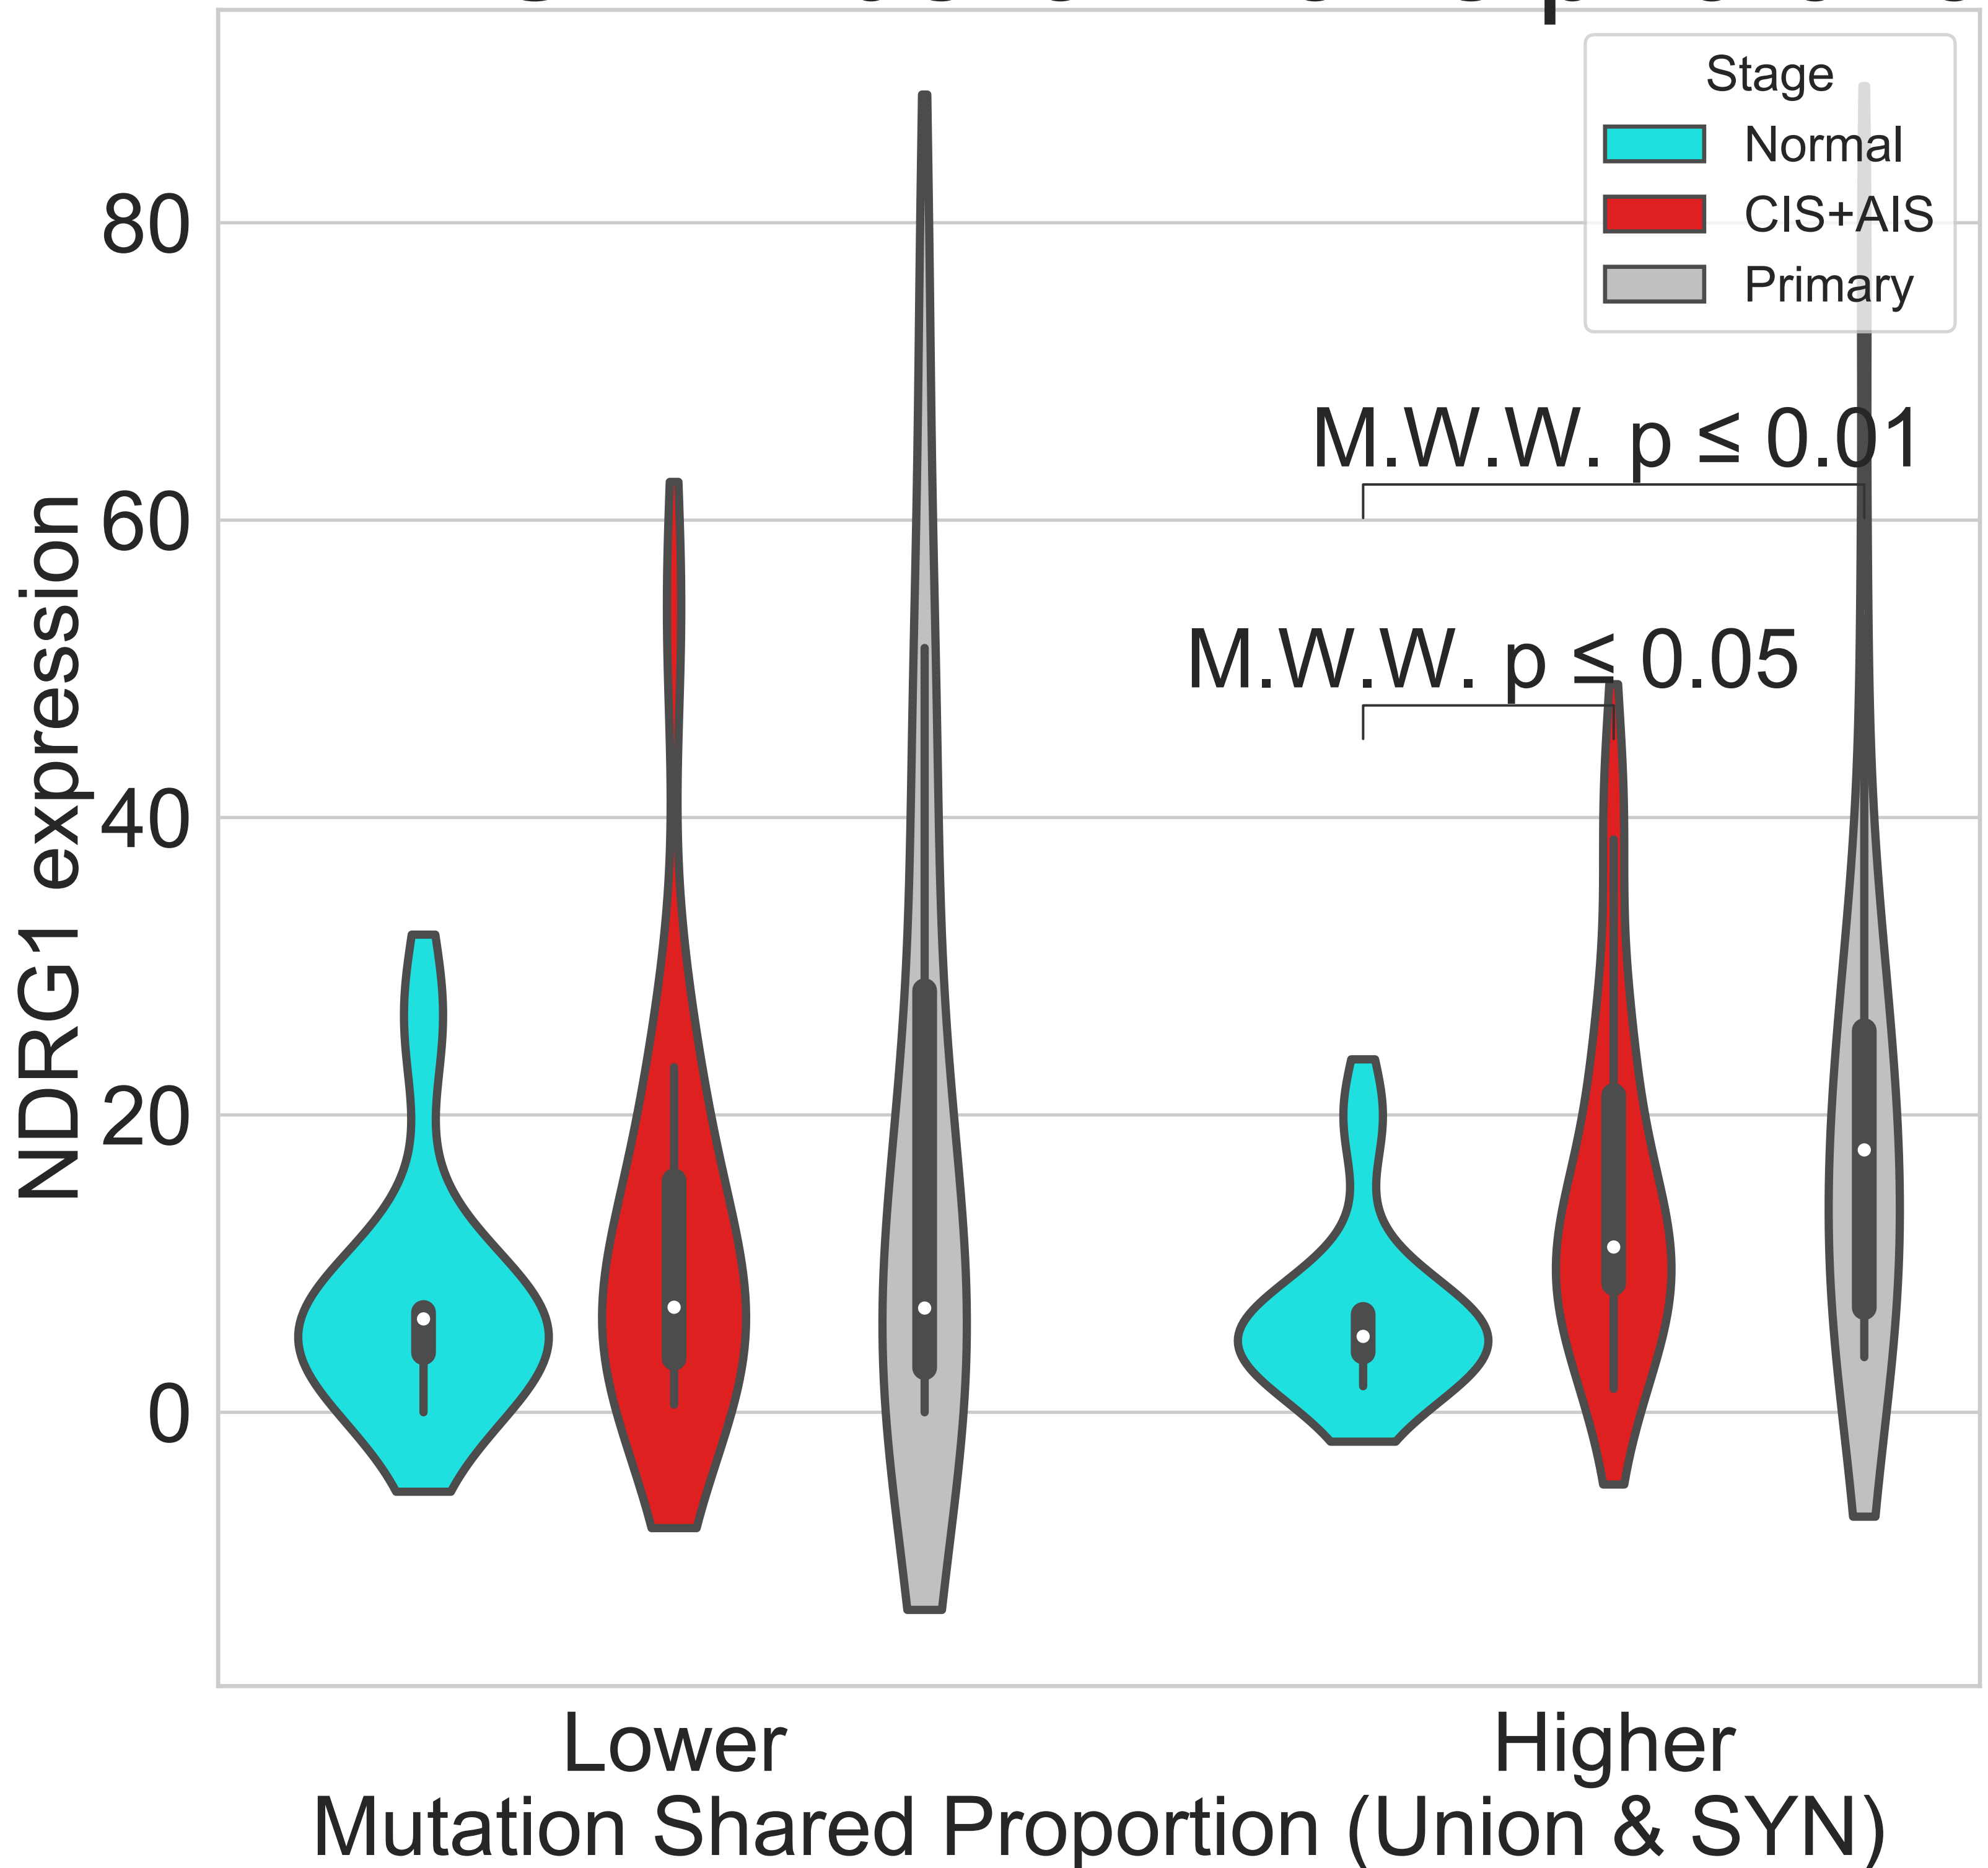 Stage
Normal
CIS+AIS
Primary
M.W.W. p ≤ 0.01
M.W.W. p ≤ 0.05
80
60
40
20
0
NDRG1 expression
Lower
Higher
Mutation Shared Proportion (Union & SYN)